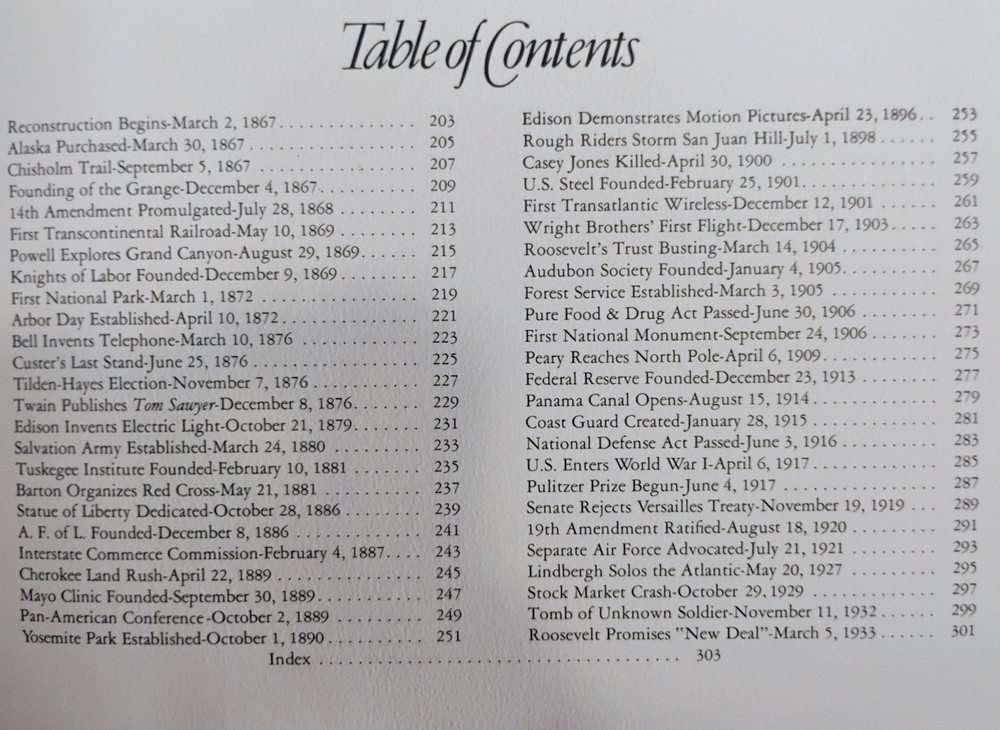 Table of Contents
Reconstruction Begins-March 2, 1867 . . . . . . . . . . . . . . . . 203
Alaska Purchased-March 30, 1867 . . . . . . . . . . . . . . . . . . . 205
Chisholm Trail-September 5, 1867 . . . . . . . . . . . . . . . . . . 207
Founding of the Grange-December 4, 1867 . . . . . . . . . . . 209
14th Amendment Promulgated-July 28, 1868 . . . . . . . . 211
First Transcontinental Railroad-May 10, 1869 . . . . . . . . 213
Powell Explores Grand Canyon-August 29, 1869 . . . . . . 215
Knights of Labor Founded-December 9, 1869 . . . . . . . . 217
First National Park-March 1, 1872 . . . . . . . . . . . . . . . . . . 219
Arbor Day Established-April 10, 1872 . . . . . . . . . . . . . . . 221
Bell Invents Telephone-March 10, 1876 . . . . . . . . . . . . . . 223
Custer's Last Stand-June 25, 1876 . . . . . . . . . . . . . . . . . . . 225
Tilden-Hayes Election-November 7, 1876 . . . . . . . . . . . . 227
Twain Publishes Tom Sawyer-December 8, 1876 . . . . . . . 229
Edison Invents Electric Light-October 21, 1879 . . . . . . . 231
Salvation Army Established-March 24, 1880 . . . . . . . . . . 233
Tuskegee Institute Founded-February 10, 1881 . . . . . . . . 235
Barton Organizes Red Cross-May 21, 1881 . . . . . . . . . . . 237
Statue of Liberty Dedicated-October 28, 1886 . . . . . . . . 239
A. F. of L. Founded-December 8, 1886 . . . . . . . . . . . . . . 241
Interstate Commerce Commission-February 4, 1887 . . . . 243
Cherokee Land Rush-April 22, 1889 . . . . . . . . . . . . . . . . . 245
Mayo Clinic Founded-September 30, 1889 . . . . . . . . . . . . 247
Pan-American Conference-October 2, 1889 . . . . . . . . . . 249
Yosemite Park Established-October 1, 1890 . . . . . . . . . . . 251
Edison Demonstrates Motion Pictures-April 23, 1896 . . 253
Rough Riders Storm San Juan Hill-July 1, 1898 . . . . . . 255
Casey Jones Killed-April 30, 1900 . . . . . . . . . . . . . . . . . 257
U.S. Steel Founded-February 25, 1901 . . . . . . . . . . . . . . 259
First Transatlantic Wireless-December 12, 1901 . . . . . . 261
Wright Brothers' First Flight-December 17, 1903 . . . . . 263
Roosevelt's Trust Busting-March 14, 1904 . . . . . . . . . . 265
Audubon Society Founded-January 4, 1905 . . . . . . . . . . 267
Forest Service Established-March 3, 1905 . . . . . . . . . . . 269
Pure Food & Drug Act Passed-June 30, 1906 . . . . . . . . 271
First National Monument-September 24, 1906 . . . . . . . 273
Peary Reaches North Pole-April 6, 1909 . . . . . . . . . . . . 275
Federal Reserve Founded-December 23, 1913 . . . . . . . . 277
Panama Canal Opens-August 15, 1914 . . . . . . . . . . . . . 279
Coast Guard Created-January 28, 1915 . . . . . . . . . . . . . 281
National Defense Act Passed-June 3, 1916 . . . . . . . . . . 283
U.S. Enters World War I-April 6, 1917 . . . . . . . . . . . . . 285
Pulitzer Prize Begun-June 4, 1917 . . . . . . . . . . . . . . . . 287
Senate Rejects Versailles Treaty-November 19, 1919 . . . 289
19th Amendment Ratified-August 18, 1920 . . . . . . . . . 291
Separate Air Force Advocated-July 21, 1921 . . . . . . . . . 293
Lindbergh Solos the Atlantic-May 20, 1927 . . . . . . . . . 295
Stock Market Crash-October 29, 1929 . . . . . . . . . . . . . . 297
Tomb of Unknown Soldier-November 11, 1932 . . . . . . . 299
Roosevelt Promises "New Deal"-March 5, 1933 . . . . . . 301
Index . . . . . . . . . . . . . . . . . . . . . . . . . . . . . . . . . . . . 303